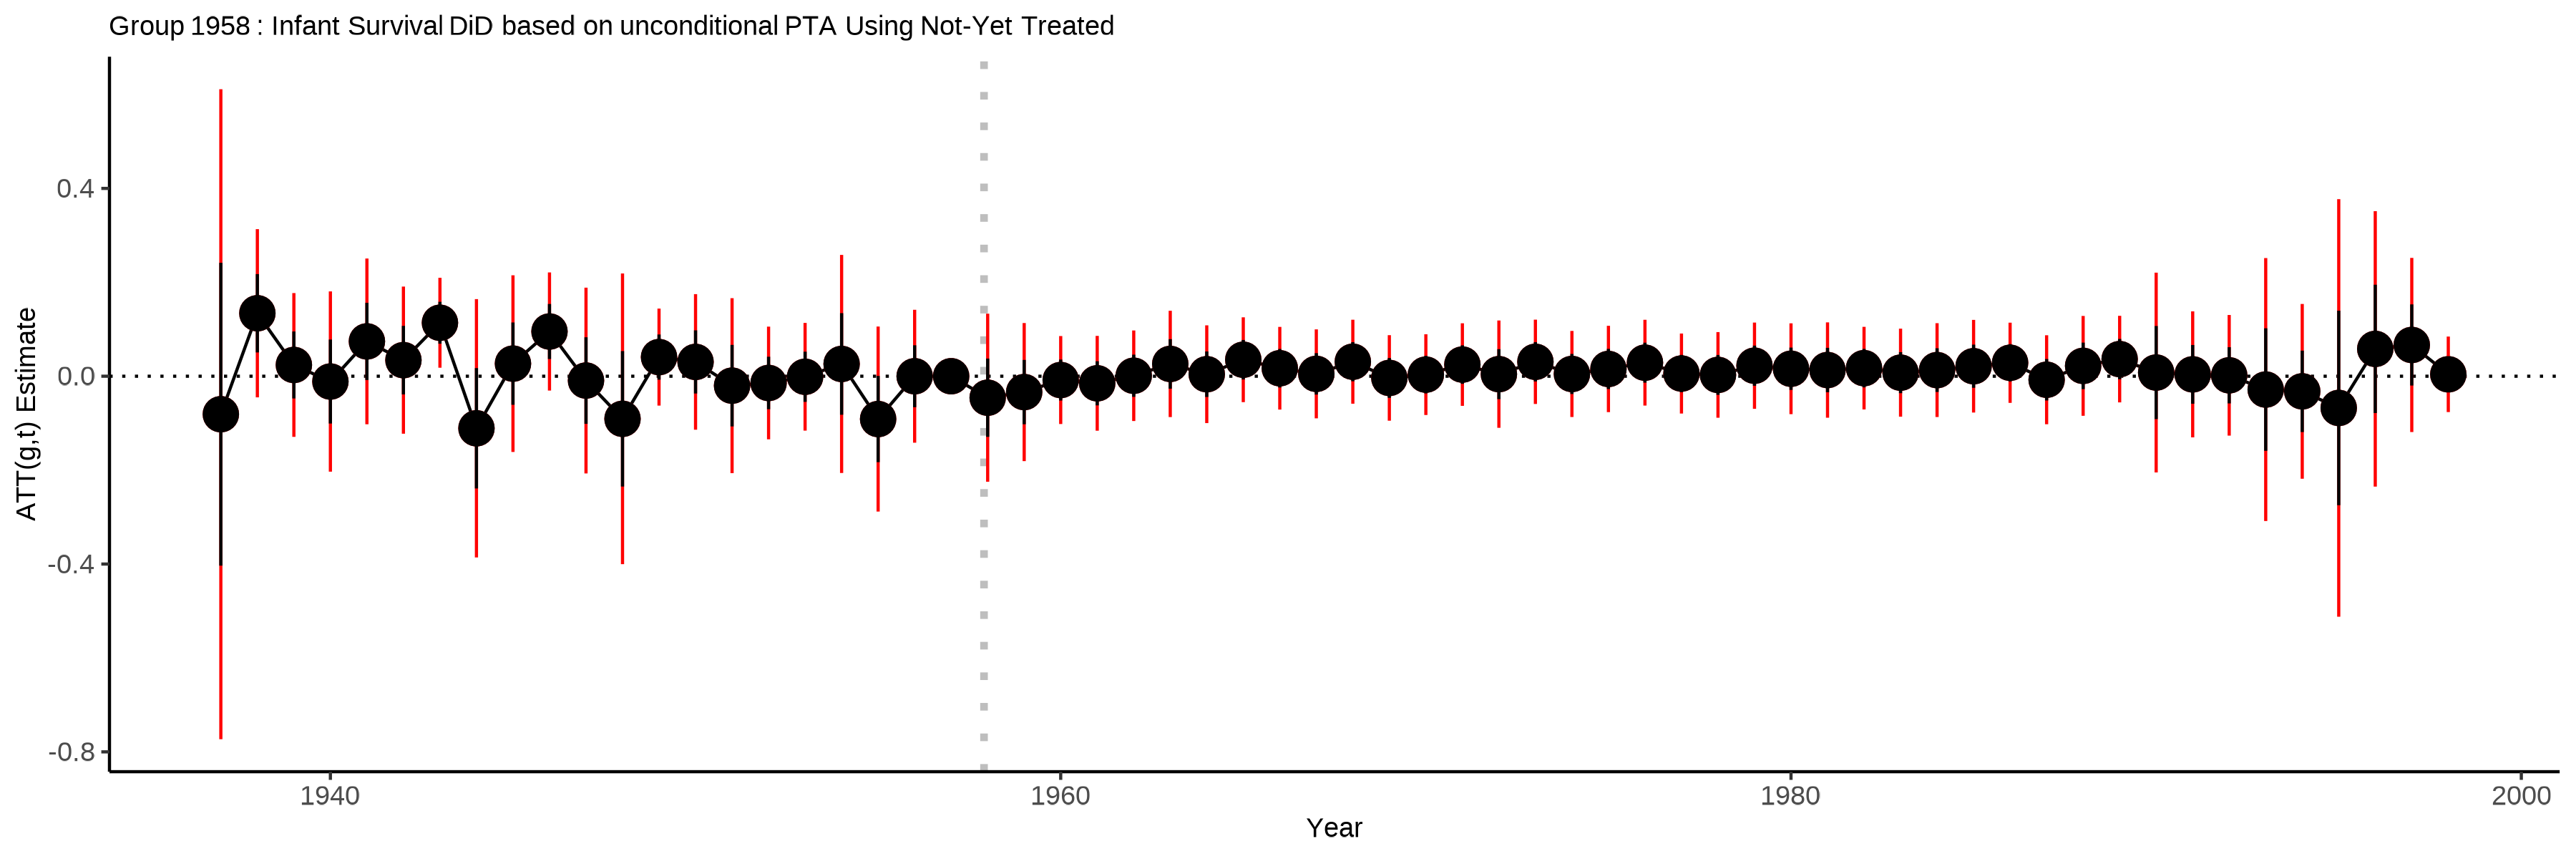 Group 1958 : Infant Survival DiD based on unconditional PTA Using Not-Yet Treated
ATT(g,t) Estimate
0.4
0.0
-0.4
-0.8
1940
1960
1980
2000
Year